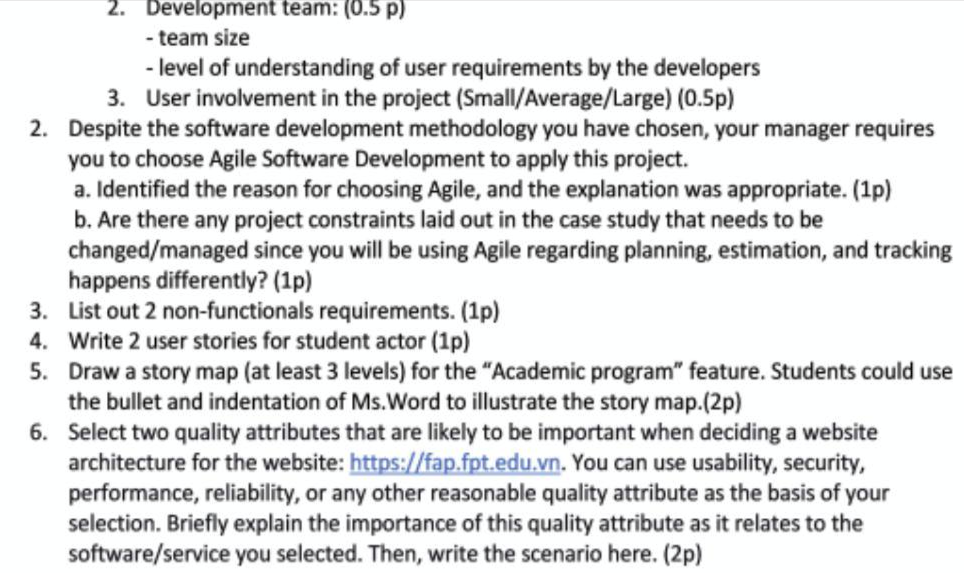 2. Development team: (0.5 p)
- team size
- level of understanding of user requirements by the developers
3. User involvement in the project (Small/Average/Large) (0.5p)
2. Despite the software development methodology you have chosen, your manager requires
you to choose Agile Software Development to apply this project.
a. Identified the reason for choosing Agile, and the explanation was appropriate. (1p)
b. Are there any project constraints laid out in the case study that needs to be
changed/managed since you will be using Agile regarding planning, estimation, and tracking
happens differently? (1p)
3. List out 2 non-functionals requirements. (1p)
4. Write 2 user stories for student actor (1p)
5. Draw a story map (at least 3 levels) for the “Academic program” feature. Students could use
the bullet and indentation of Ms.Word to illustrate the story map.(2p)
6. Select two quality attributes that are likely to be important when deciding a website
architecture for the website: https://fap.fpt.edu.vn. You can use usability, security,
performance, reliability, or any other reasonable quality attribute as the basis of your
selection. Briefly explain the importance of this quality attribute as it relates to the
software/service you selected. Then, write the scenario here. (2p)